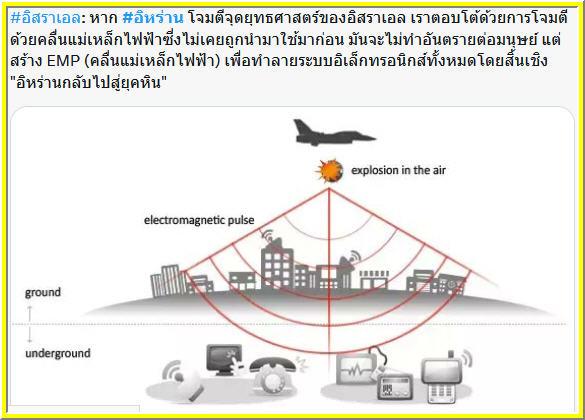 #อิสราเอล: หาก #อิหร่าน โจมตีจุดยุทธศาสตร์ของอิสราเอล เราตอบโต้ด้วยการโจมตี
ด้วยคลื่นแม่เหล็กไฟฟ้าซึ่งไม่เคยถูกนำมาใช้มาก่อน มันจะไม่ทำอันตรายต่อมนุษย์ แต่
สร้าง EMP (คลื่นแม่เหล็กไฟฟ้า) เพื่อทำลายระบบอิเล็กทรอนิกส์ทั้งหมดโดยสิ้นเชิง
"อิหร่านกลับไปสู่ยุคหิน"
explosion in the air
electromagnetic pulse
ground
underground